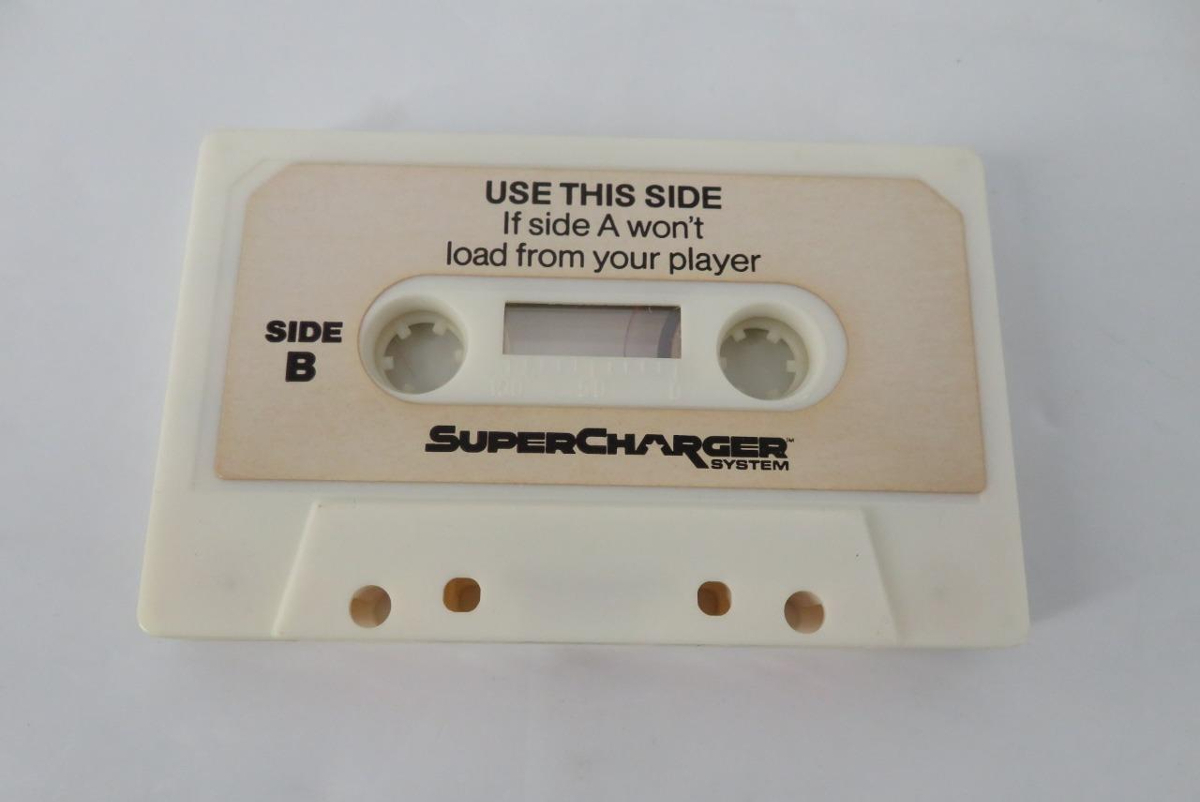 USE THIS SIDE
If side A won't
load from your player
SIDE
B
SUPERCHARGER™
SYSTEM